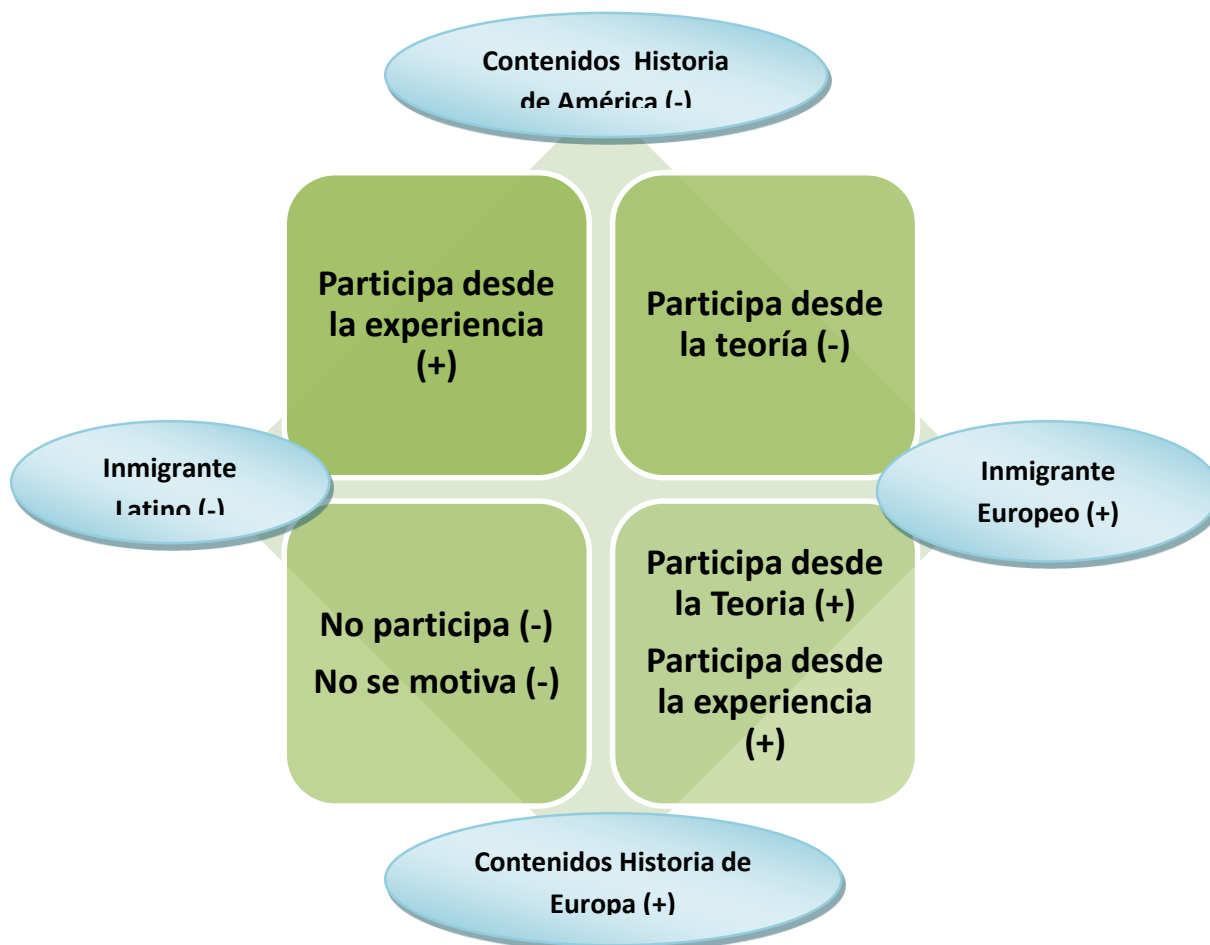 Contenidos Historia
de América (-)
Participa desde
la experiencia
(+)
Participa desde
la teoría (-)
Inmigrante
Latino (-)
Inmigrante
Europeo (+)
No participa (-)
No se motiva (-)
Participa desde
la Teoria (+)
Participa desde
la experiencia
(+)
Contenidos Historia de
Europa (+)